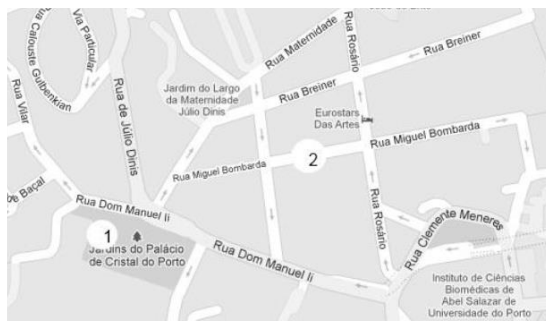 Rua Calouste Gulbenkian
Via Particular
Rua Vilar
Rua de Júlio Dinis
Rua Maternidade
Rua Rosário
Rua Breiner
Jardim do Largo
da Maternidade
Júlio Dinis
Rua Breiner
Eurostars
Das Artes
Rua Miguel Bombarda
2
Rua Miguel Bombarda
Baçal
Rua Dom Manuel Ii
1
Jardins do Palácio
de Cristal do Porto
Rua Dom Manuel Ii
Rua Rosário
Rua Clemente Meneres
Instituto de Ciências
Biomédicas de
Abel Salazar de
Universidade do Porto